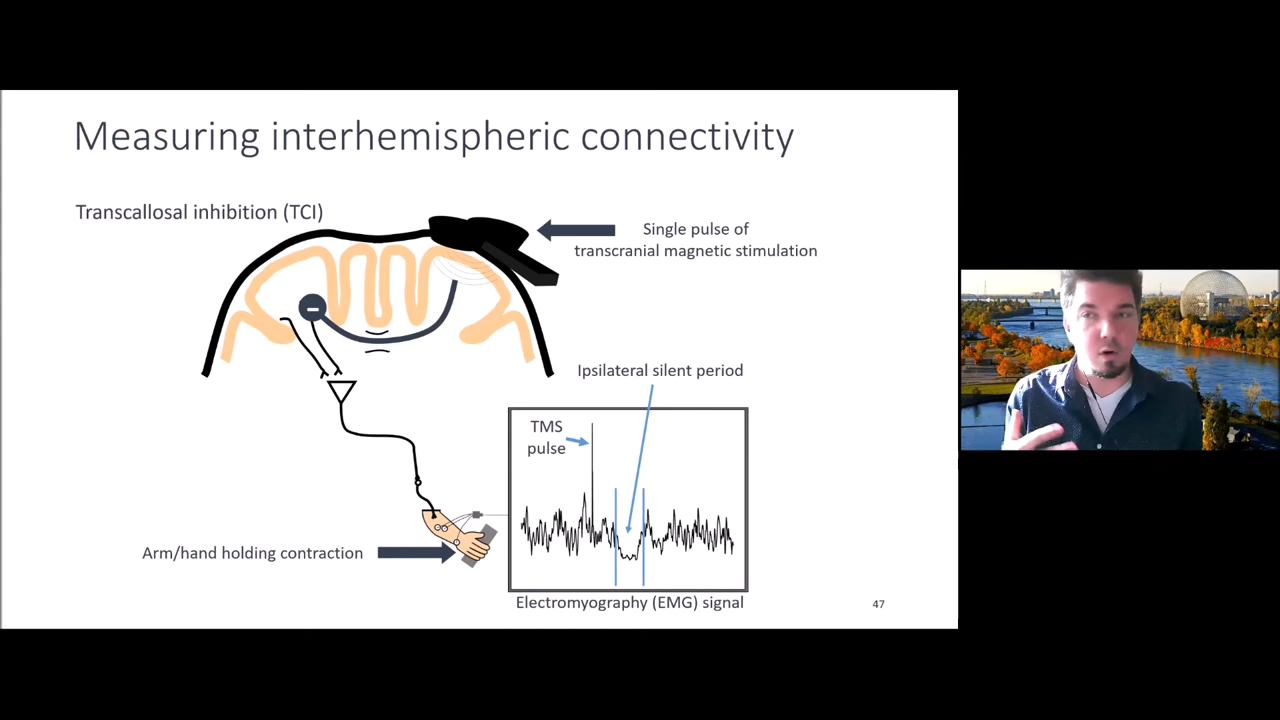 Measuring interhemispheric connectivity
Transcallosal inhibition (TCI)
Single pulse of
transcranial magnetic stimulation
Ipsilateral silent period
TMS
pulse
Arm/hand holding contraction
Electromyography (EMG) signal
47